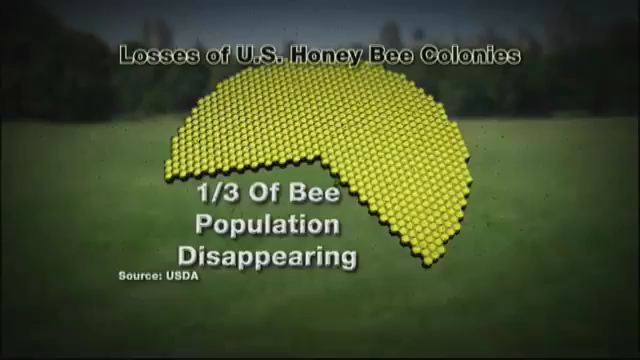 Losses of U.S. Honey Bee Colonies
1/3 Of Bee
Population
Disappearing
Source: USDA